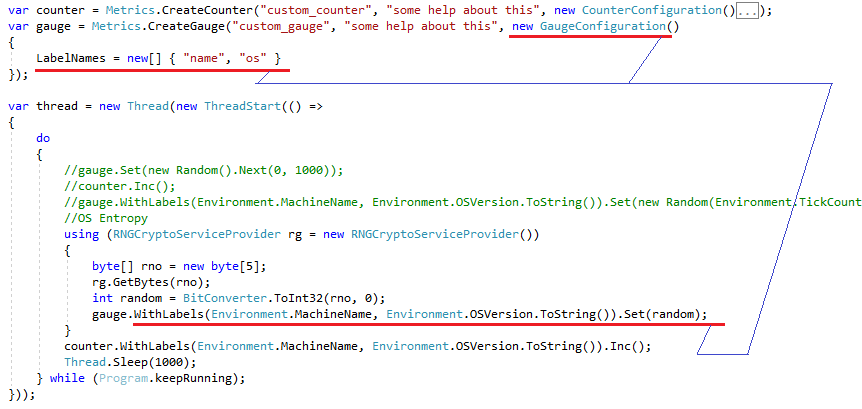 var counter = Metrics.CreateCounter("custom_counter", "some help about this", new CounterConfiguration()...);
var gauge = Metrics.CreateGauge("custom_gauge", "some help about this", new GaugeConfiguration()
{
    LabelNames = new[] { "name", "os" }
});
var thread = new Thread(new ThreadStart(() =>
{
    do
    {
        //gauge.Set(new Random().Next(0, 1000));
        //counter.Inc();
        //gauge.WithLabels(Environment.MachineName, Environment.OSVersion.ToString()).Set(new Random(Environment.TickCount
        //OS Entropy
        using (RNGCryptoServiceProvider rg = new RNGCryptoServiceProvider())
        {
            byte[] rno = new byte[5];
            rg.GetBytes(rno);
            int random = BitConverter.ToInt32(rno, 0);
            gauge.WithLabels(Environment.MachineName, Environment.OSVersion.ToString()).Set(random);
        }
        counter.WithLabels(Environment.MachineName, Environment.OSVersion.ToString()).Inc();
        Thread.Sleep(1000);
    } while (Program.keepRunning);
}));